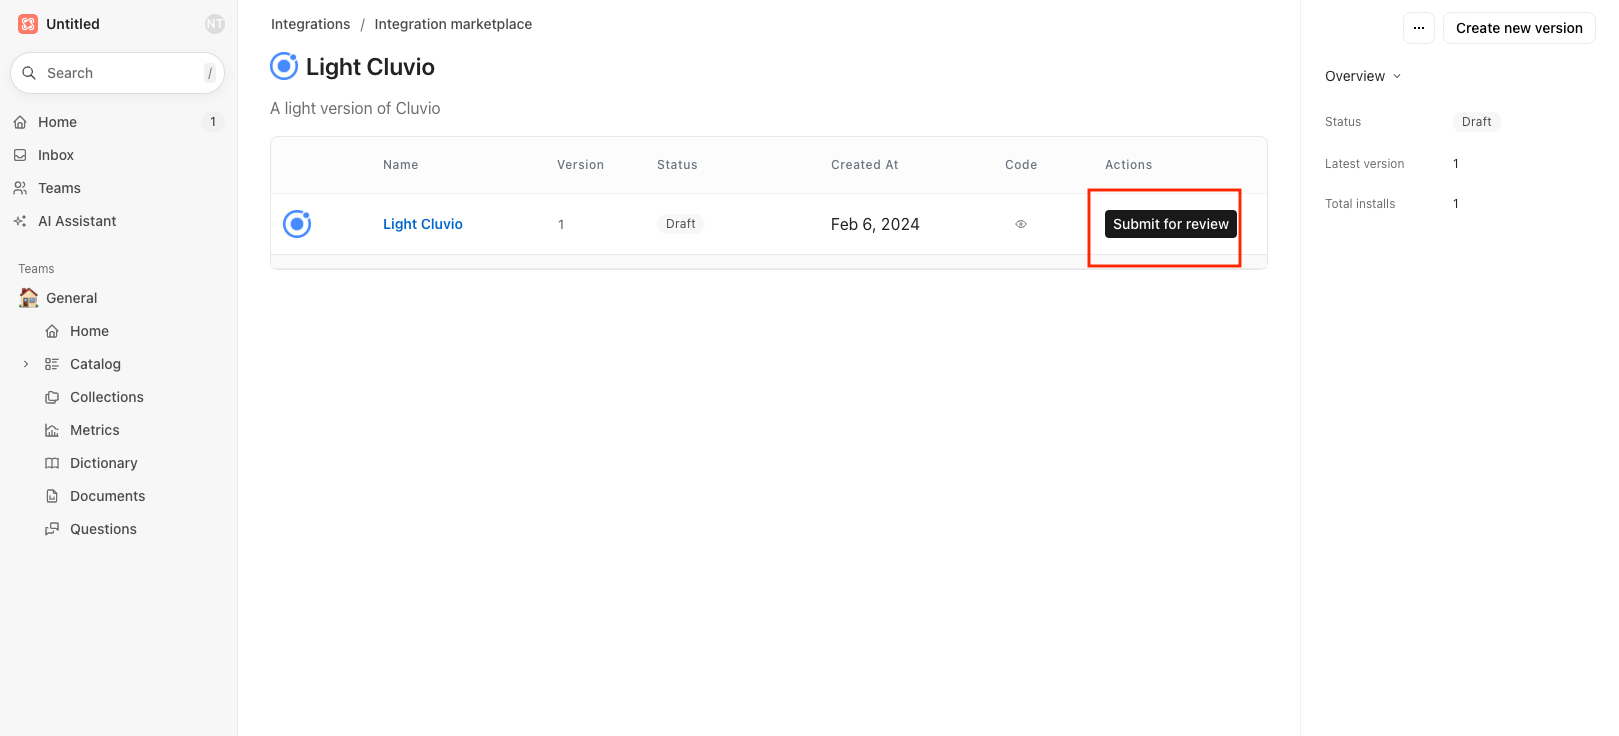 Untitled
NT
Search
/
Home
1
Inbox
Teams
AI Assistant
Teams
General
Home
Catalog
Collections
Metrics
Dictionary
Documents
Questions
Integrations / Integration marketplace
Light Cluvio
A light version of Cluvio
Name Version Status Created At Code Actions
Light Cluvio 1 Draft Feb 6, 2024 Submit for review
Create new version
Overview
Status Draft
Latest version 1
Total installs 1